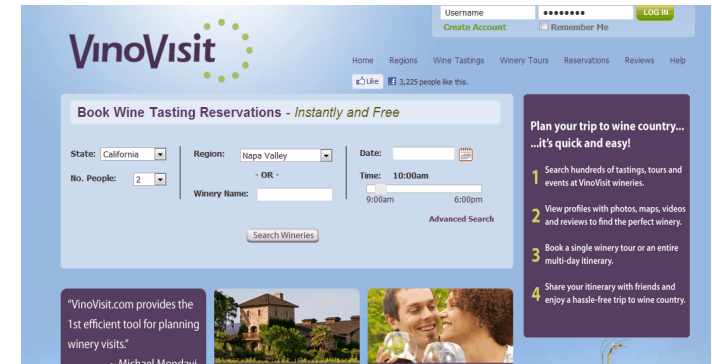 Username
●●●●●●●●
LOG IN
Create Account
Remember Me
VinoVisit
Home Regions Wine Tastings Winery Tours Reservations Reviews Help
Like 3,225 people like this.
Book Wine Tasting Reservations - Instantly and Free
State: California
No. People: 2
Region: Napa Valley
- OR -
Winery Name:
Search Wineries
Date:
Time: 10:00am
9:00am 6:00pm
Advanced Search
Plan your trip to wine country...
...it's quick and easy!
1 Search hundreds of tastings, tours and
events at VinoVisit wineries.
2 View profiles with photos, maps, videos
and reviews to find the perfect winery.
3 Book a single winery tour or an entire
multi-day itinerary.
4 Share your itinerary with friends and
enjoy a hassle-free trip to wine country.
"VinoVisit.com provides the
1st efficient tool for planning
winery visits."
~ Michael Mondavi